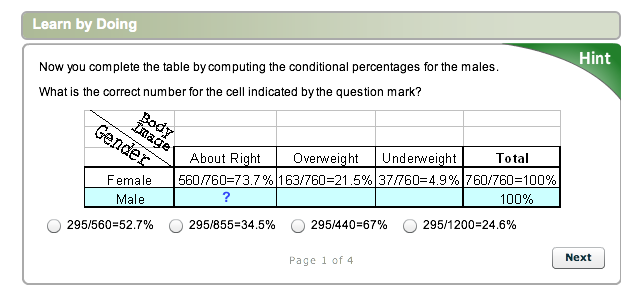 Learn by Doing
Hint
Now you complete the table by computing the conditional percentages for the males.
What is the correct number for the cell indicated by the question mark?
Body Image
Gender
About Right Overweight Underweight Total
Female 560/760=73.7% 163/760=21.5% 37/760=4.9% 760/760=100%
Male ? 100%
295/560=52.7% 295/855=34.5% 295/440=67% 295/1200=24.6%
Page 1 of 4
Next